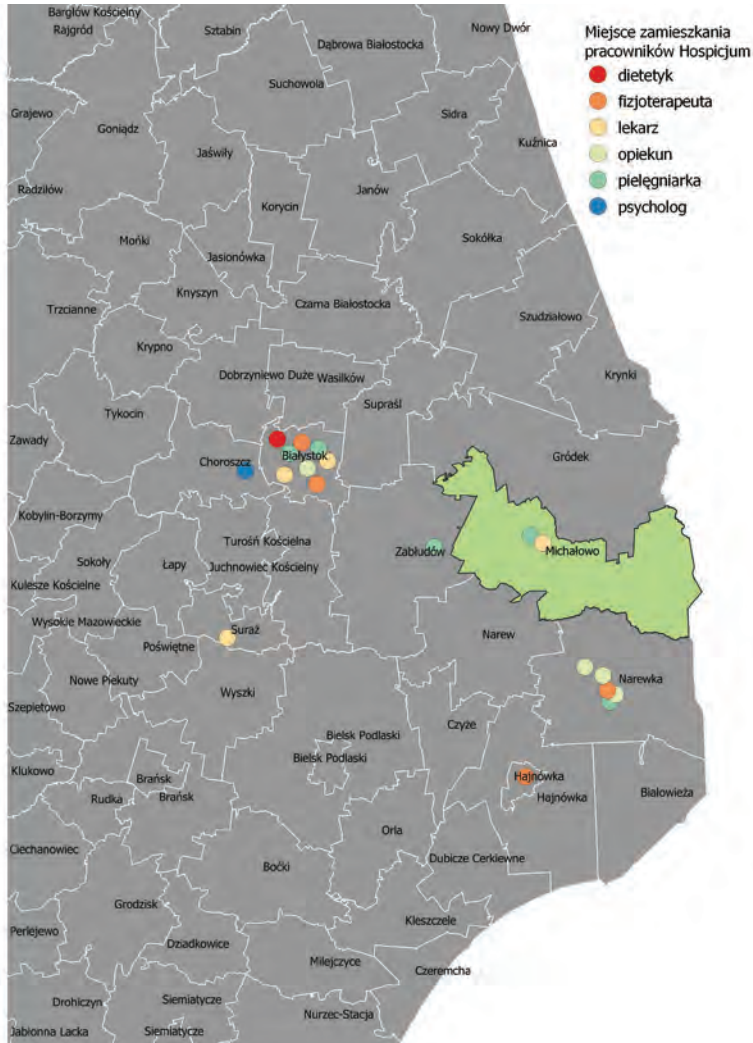 Bargłów Kościelny
Rajgród
Sztabin
Nowy Dwór
Dąbrowa Białostocka
Miejsce zamieszkania
pracowników Hospicjum
dietetyk
fizjoterapeuta
lekarz
opiekun
pielęgniarka
psycholog
Suchowola
Grajewo
Goniądz
Sidra
Kuźnica
Jaświły
Radziłów
Janów
Korycin
Mońki
Sokółka
Jasionówka
Knyszyn
Trzcianne
Czarna Białostocka
Szudziałowo
Krypno
Dobrzyniewo Duże
Wasilków
Krynki
Supraśl
Tykocin
Zawady
Gródek
Białystok
Choroszcz
Kobylin-Borzymy
Turośń Kościelna
Zabłudów
Michałowo
Sokoły
Łapy
Juchnowiec Kościelny
Kulesze Kościelne
Wysokie Mazowieckie
Suraż
Poświętne
Narew
Nowe Piekuty
Narewka
Szepietowo
Wyszki
Czyże
Bielsk Podlaski
Bielsk Podlaski
Klukowo
Brańsk
Hajnówka
Rudka
Brańsk
Hajnówka
Białowieża
Orla
Ciechanowiec
Dubicze Cerkiewne
Boćki
Grodzisk
Kleszczele
Perlejewo
Dziadkowice
Milejczyce
Czeremcha
Drohiczyn
Siemiatycze
Nurzec-Stacja
Jabłonna Lacka
Siemiatycze